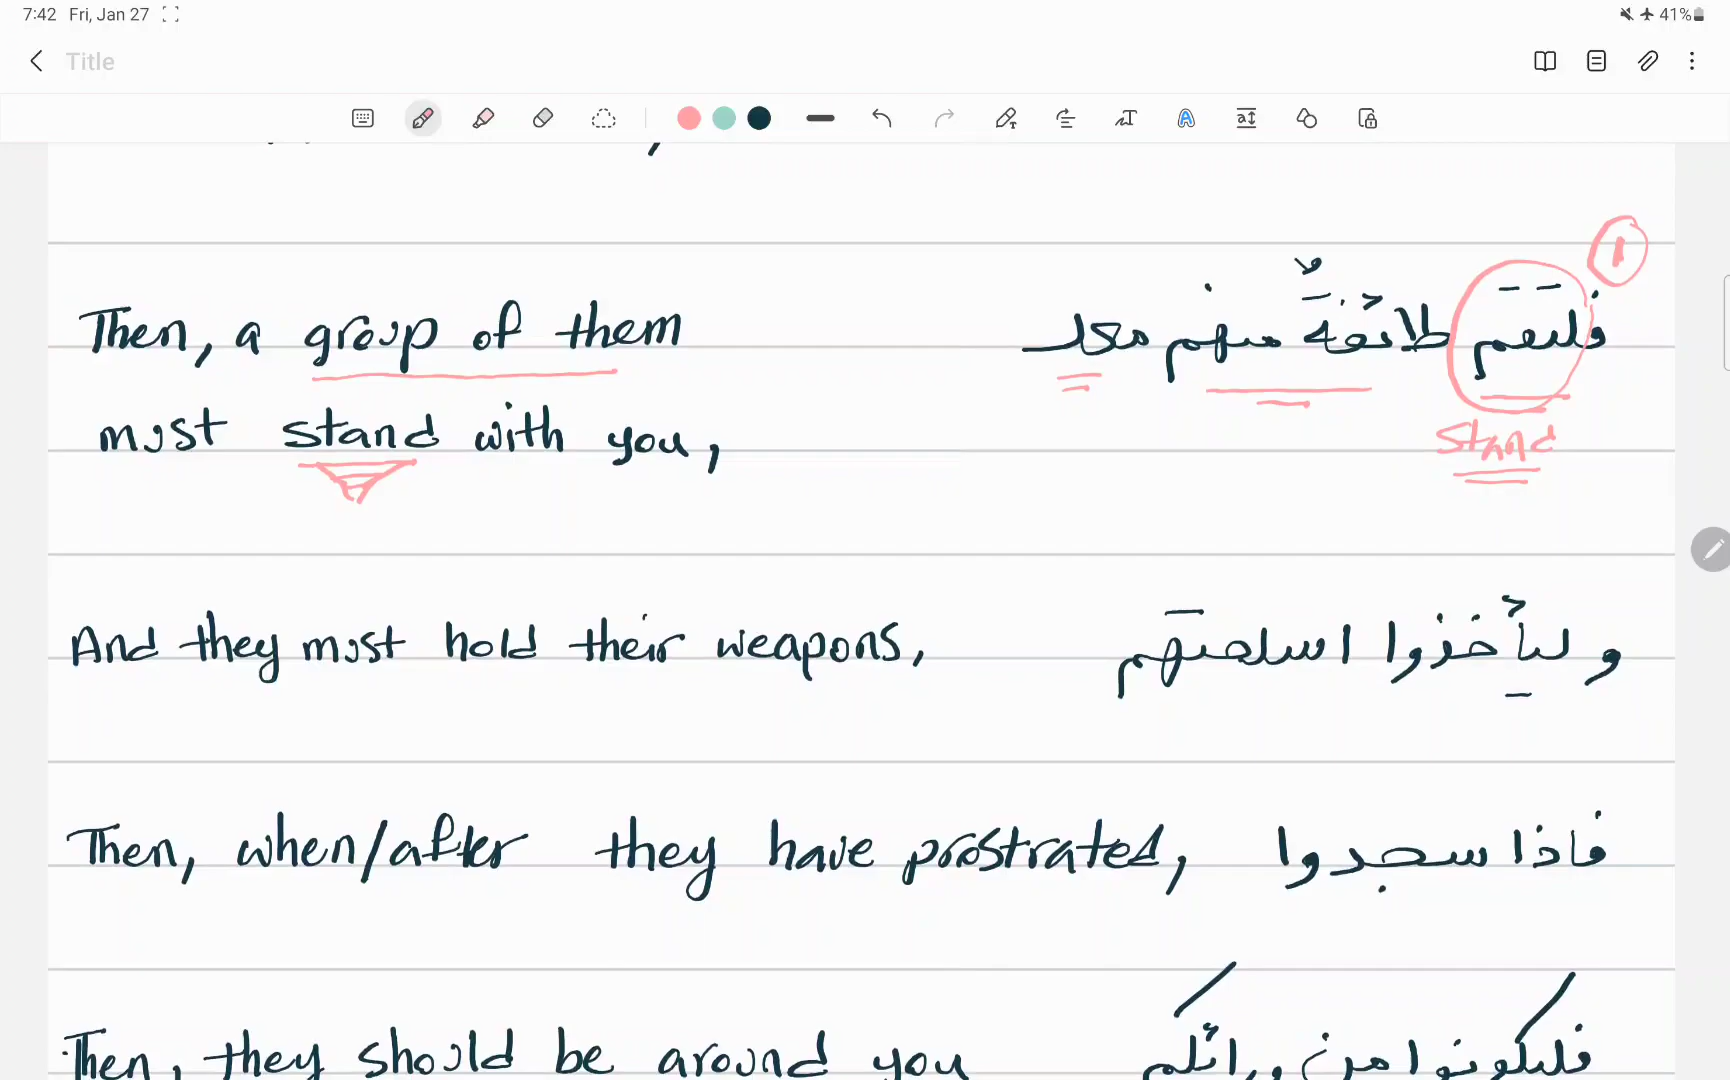 7:42 Fri, Jan 27
41%
Title
1
Then, a group of them
فلتقم طائفة منهم معك
must stand with you,
stand
And they must hold their weapons,
و ليأخذوا اسلحتهم
Then, when/after they have prostrated,
فاذا سجدوا
Then, they should be around you
فليكونوا من ورائكم